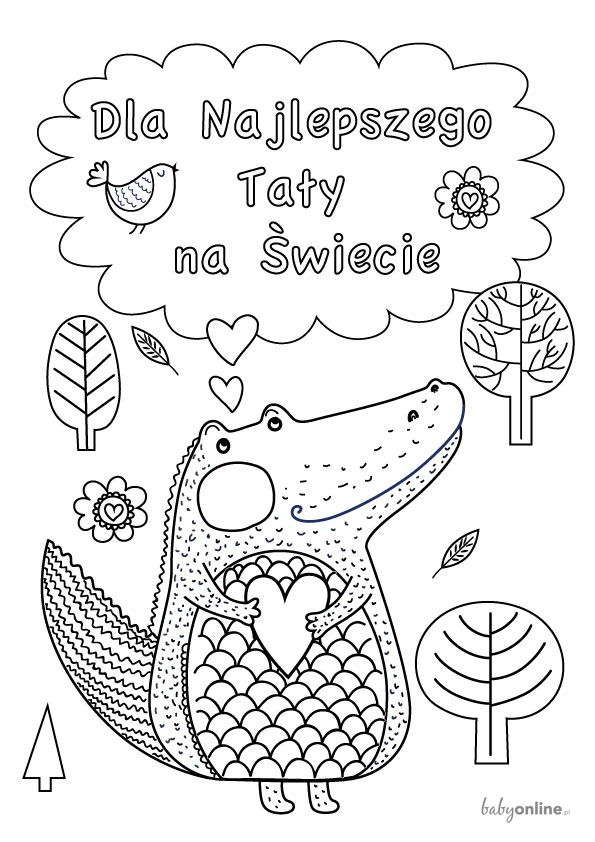 Dla Najlepszego
Taty
na Świecie
babyonline.pl